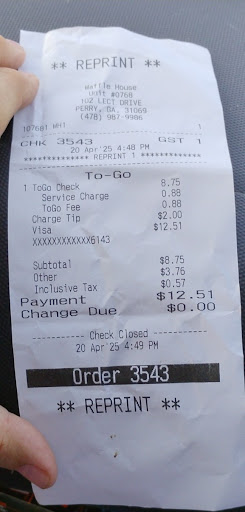 ** REPRINT **
Waffle House
Unit #0768
102 LECT DRIVE
PERRY, GA, 31069
(478) 987-9986
107601 WH1 1
CHK 3543 GST 1
20 Apr'25 4:48 PM
************** REPRINT 1 **************
To-Go
1 ToGo Check 8.75
Service Charge 0.88
ToGo Fee 0.88
Charge Tip $2.00
Visa $12.51
XXXXXXXXXXXX6143
Subtotal $8.75
Other $3.76
Inclusive Tax $0.57
Payment $12.51
Change Due $0.00
---------- Check Closed ----------
20 Apr'25 4:49 PM
Order 3543
** REPRINT **